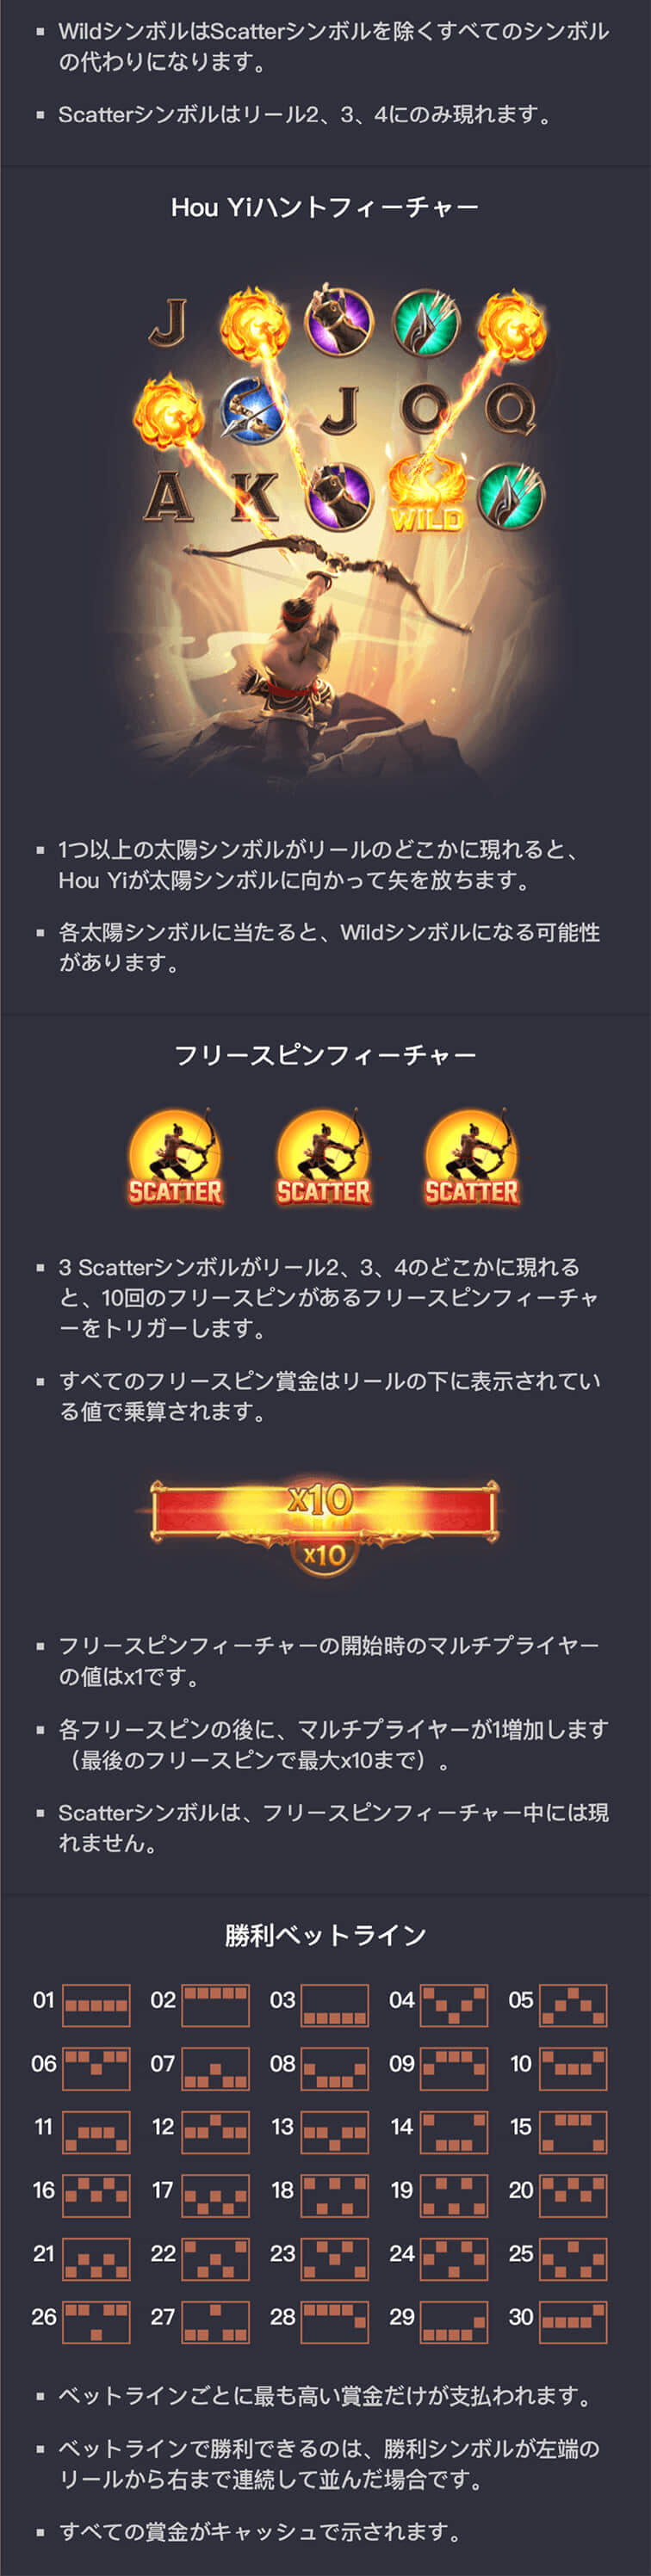 ▪ WildシンボルはScatterシンボルを除くすべてのシンボル
の代わりになります。
▪ Scatterシンボルはリール2、3、4にのみ現れます。
Hou Yiハントフィーチャー
J
J Q Q
A K WILD
▪ 1つ以上の太陽シンボルがリールのどこかに現れると、
Hou Yiが太陽シンボルに向かって矢を放ちます。
▪ 各太陽シンボルに当たると、Wildシンボルになる可能性
があります。
フリースピンフィーチャー
SCATTER SCATTER SCATTER
▪ 3 Scatterシンボルがリール2、3、4のどこかに現れる
と、10回のフリースピンがあるフリースピンフィーチャ
ーをトリガーします。
▪ すべてのフリースピン賞金はリールの下に表示されてい
る値で乗算されます。
x10
x10
▪ フリースピンフィーチャーの開始時のマルチプライヤー
の値はx1です。
▪ 各フリースピンの後に、マルチプライヤーが1増加します
（最後のフリースピンで最大x10まで）。
▪ Scatterシンボルは、フリースピンフィーチャー中には現
れません。
勝利ベットライン
01 02 03 04 05
06 07 08 09 10
11 12 13 14 15
16 17 18 19 20
21 22 23 24 25
26 27 28 29 30
▪ ベットラインごとに最も高い賞金だけが支払われます。
▪ ベットラインで勝利できるのは、勝利シンボルが左端の
リールから右まで連続して並んだ場合です。
▪ すべての賞金がキャッシュで示されます。